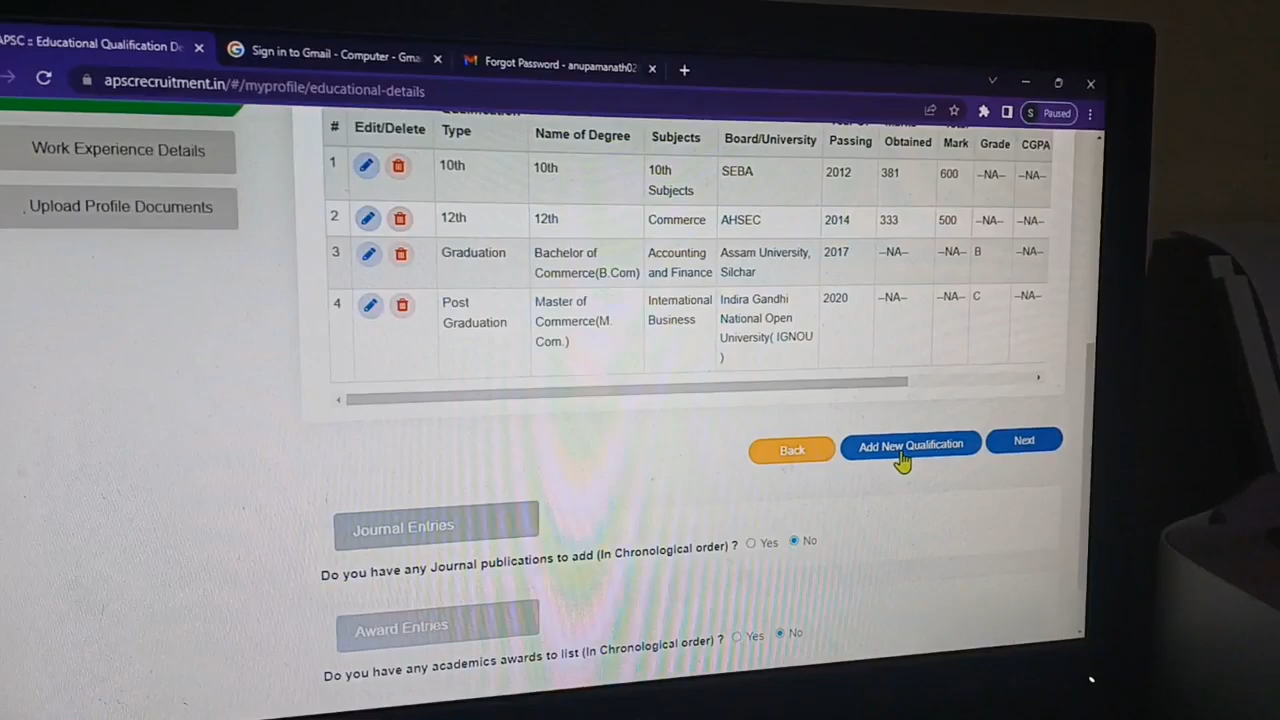 APSC :: Educational Qualification De
Sign in to Gmail - Computer - Gma
Forgot Password - anupamanath02
apscrecruitment.in/#/myprofile/educational-details
S Paused
Work Experience Details
Upload Profile Documents
# Edit/Delete Type Name of Degree Subjects Board/University Passing Obtained Mark Grade CGPA
1 10th 10th 10th Subjects SEBA 2012 381 600 --NA-- --NA--
2 12th 12th Commerce AHSEC 2014 333 500 --NA-- --NA--
3 Graduation Bachelor of Commerce(B.Com) Accounting and Finance Assam University, Silchar 2017 --NA-- --NA-- B --NA--
4 Post Graduation Master of Commerce(M. Com.) International Business Indira Gandhi National Open University( IGNOU ) 2020 --NA-- --NA-- C --NA--
Back
Add New Qualification
Next
Journal Entries
Do you have any Journal publications to add (In Chronological order) ? Yes No
Award Entries
Do you have any academics awards to list (In Chronological order) ? Yes No